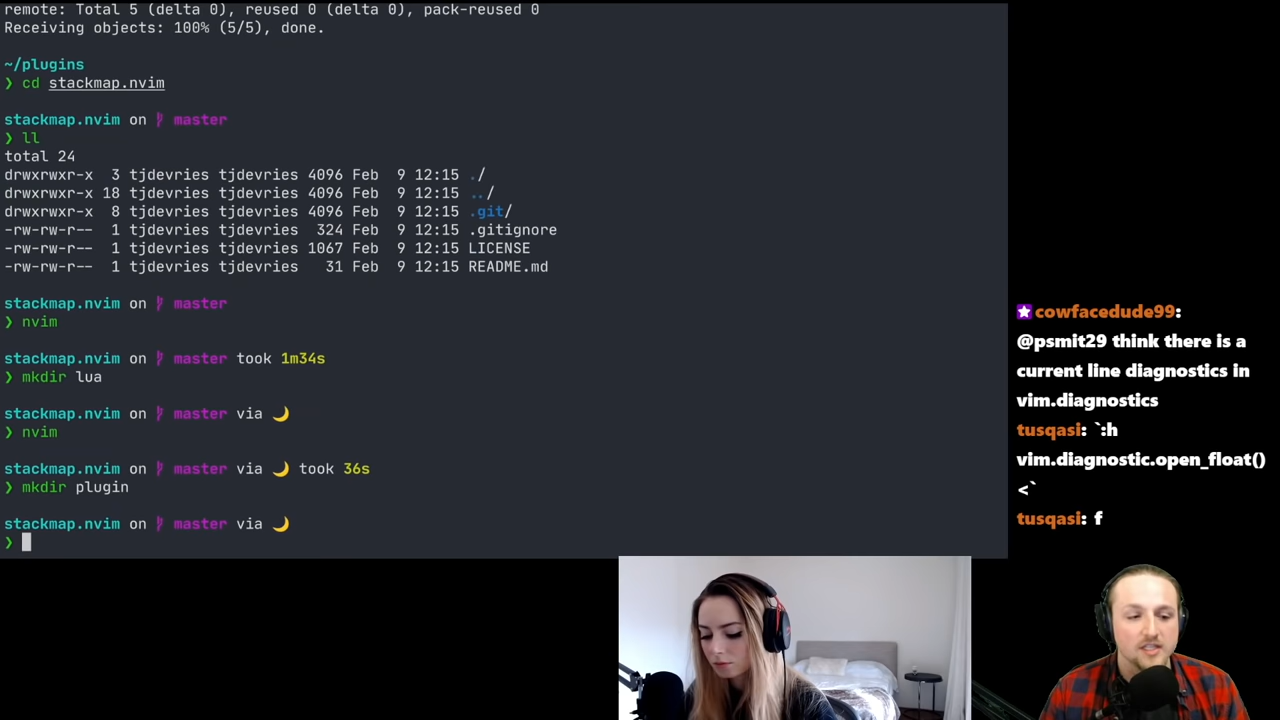 remote: Total 5 (delta 0), reused 0 (delta 0), pack-reused 0
Receiving objects: 100% (5/5), done.
~/plugins
❯ cd stackmap.nvim
stackmap.nvim on master
❯ ll
total 24
drwxrwxr-x  3 tjdevries tjdevries 4096 Feb  9 12:15 ./
drwxrwxr-x 18 tjdevries tjdevries 4096 Feb  9 12:15 ../
drwxrwxr-x  8 tjdevries tjdevries 4096 Feb  9 12:15 .git/
-rw-rw-r--  1 tjdevries tjdevries  324 Feb  9 12:15 .gitignore
-rw-rw-r--  1 tjdevries tjdevries 1067 Feb  9 12:15 LICENSE
-rw-rw-r--  1 tjdevries tjdevries   31 Feb  9 12:15 README.md
stackmap.nvim on master
❯ nvim
stackmap.nvim on master took 1m34s
❯ mkdir lua
stackmap.nvim on master via 🌙
❯ nvim
stackmap.nvim on master via 🌙 took 36s
❯ mkdir plugin
stackmap.nvim on master via 🌙
❯
cowfacedude99:
@psmit29 think there is a
current line diagnostics in
vim.diagnostics
tusqasi: `:h
vim.diagnostic.open_float()
<`
tusqasi: f